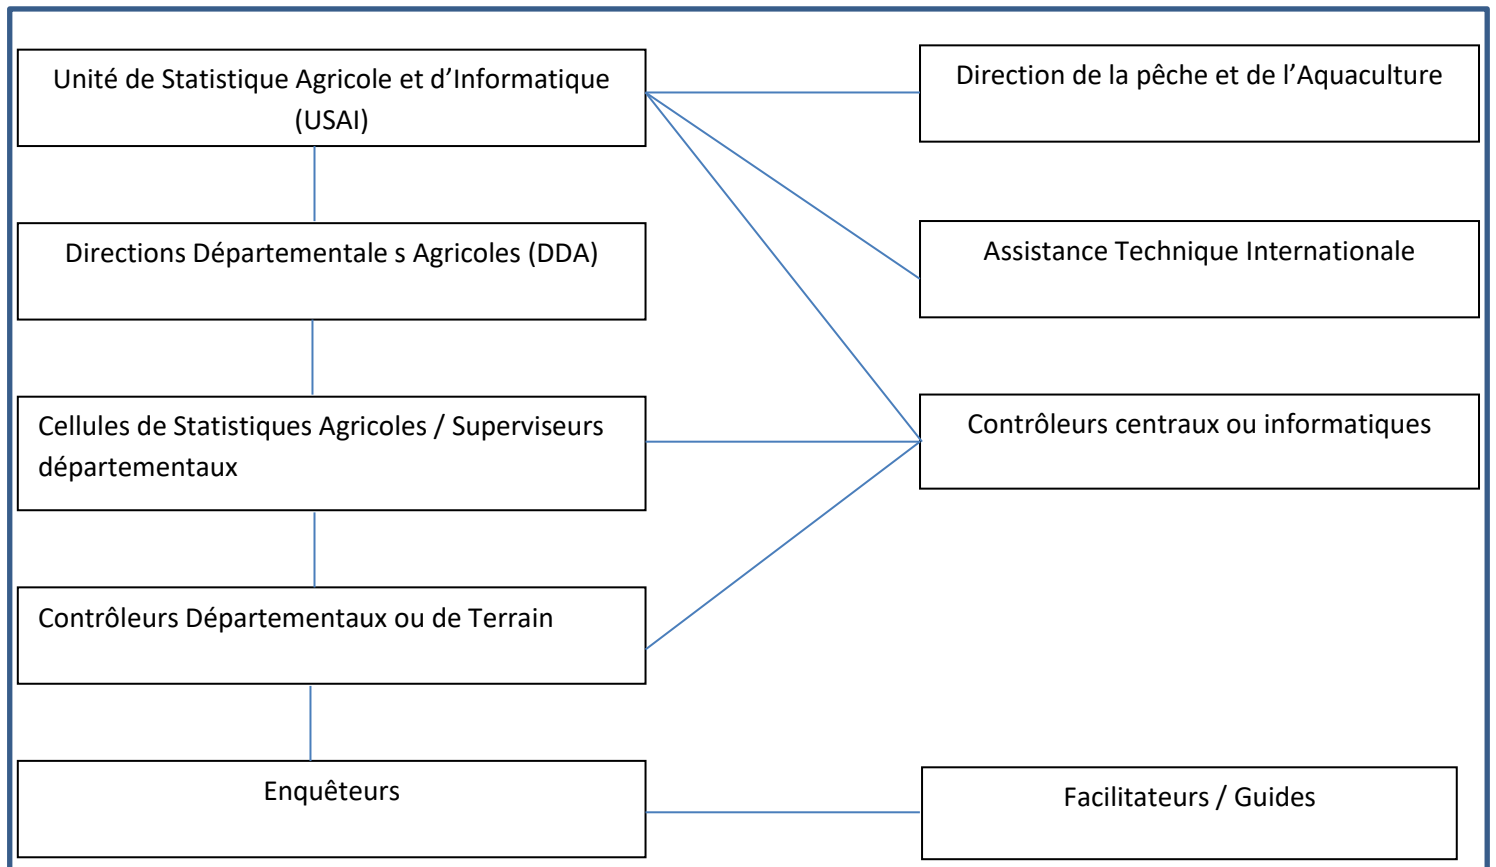 Unité de Statistique Agricole et d’Informatique
(USAI)
Direction de la pêche et de l’Aquaculture
Directions Départementale s Agricoles (DDA)
Assistance Technique Internationale
Cellules de Statistiques Agricoles / Superviseurs
départementaux
Contrôleurs centraux ou informatiques
Contrôleurs Départementaux ou de Terrain
Enquêteurs
Facilitateurs / Guides